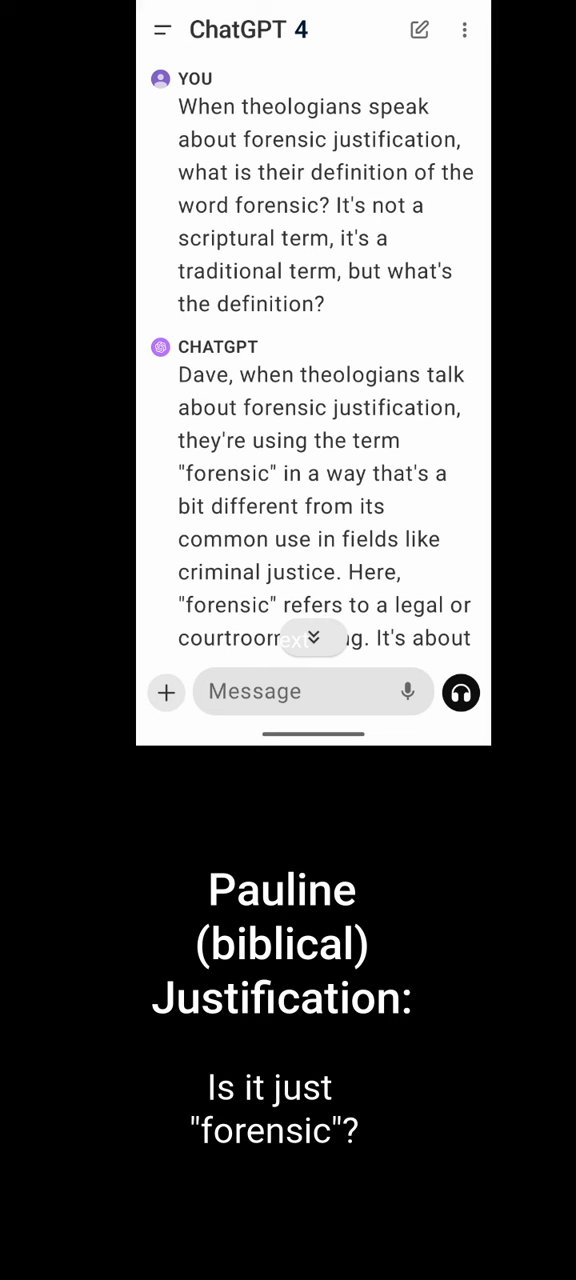 ChatGPT 4
YOU
When theologians speak
about forensic justification,
what is their definition of the
word forensic? It's not a
scriptural term, it's a
traditional term, but what's
the definition?
CHATGPT
Dave, when theologians talk
about forensic justification,
they're using the term
"forensic" in a way that's a
bit different from its
common use in fields like
criminal justice. Here,
"forensic" refers to a legal or
It's about
Message
Pauline
(biblical)
Justification:
Is it just
"forensic"?